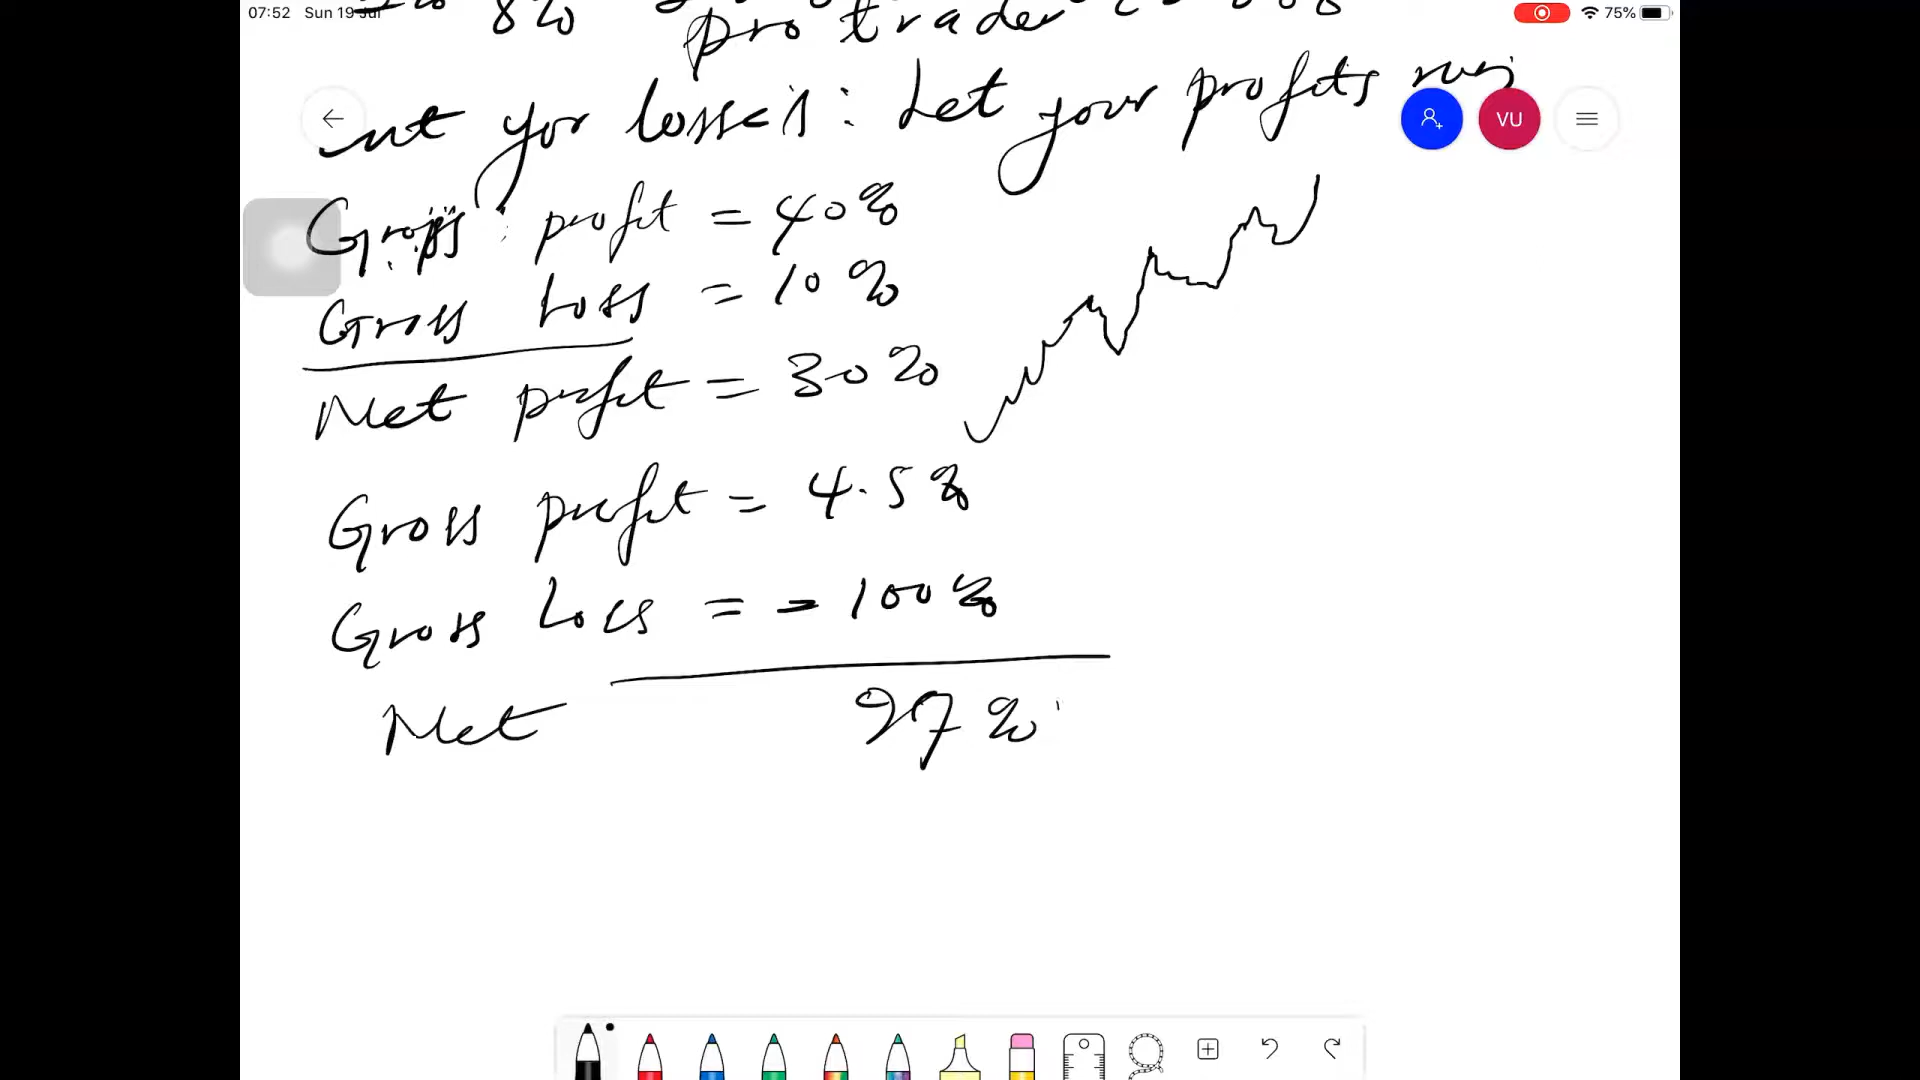 07:52 Sun 19 Jul 75%
8%
pro trader
cut your losses: Let your profits run
VU
Gross: profit = 40%
Gross Loss = 10%
Net profit = 30%
Gross profit = 4.5%
Gross Loss = - 100%
Net 97%